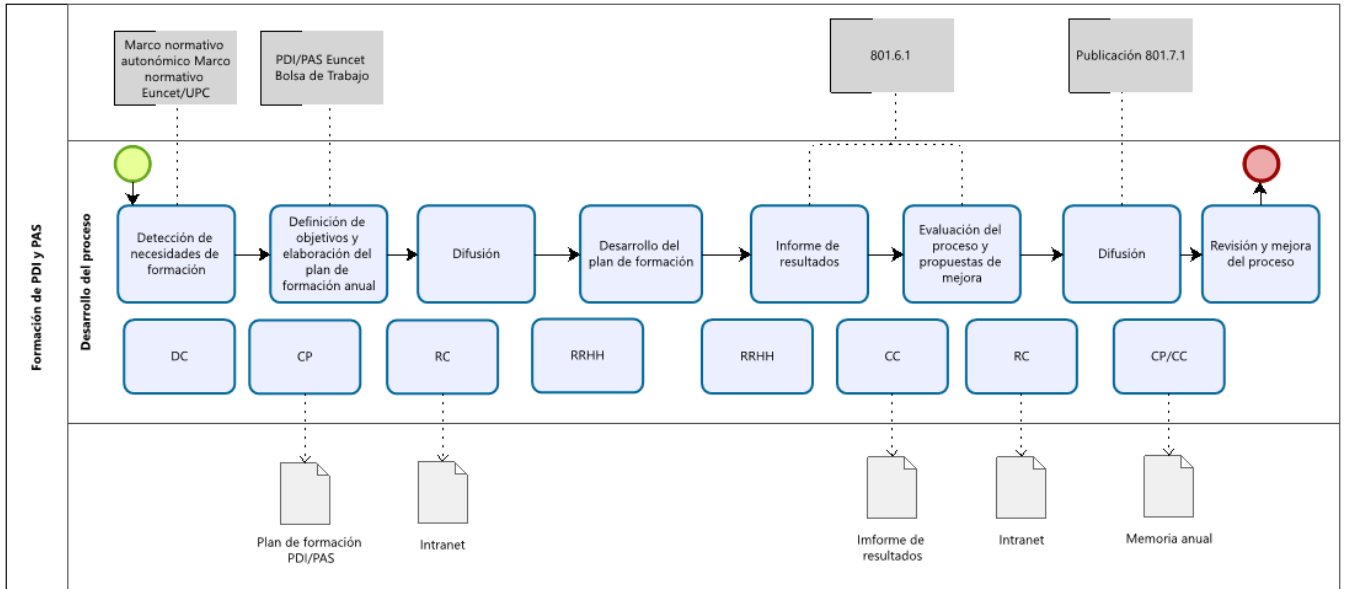 Formación de PDI y PAS
Desarrollo del proceso
Marco normativo
autonómico Marco
normativo
Euncet/UPC
PDI/PAS Euncet
Bolsa de Trabajo
801.6.1
Publicación 801.7.1
Detección de
necesidades de
formación
Definición de
objetivos y
elaboración del
plan de
formación anual
Difusión
Desarrollo del
plan de formación
Informe de
resultados
Evaluación del
proceso y
propuestas de
mejora
Difusión
Revisión y mejora
del proceso
DC
CP
RC
RRHH
RRHH
CC
RC
CP/CC
Plan de formación
PDI/PAS
Intranet
Imforme de
resultados
Intranet
Memoria anual